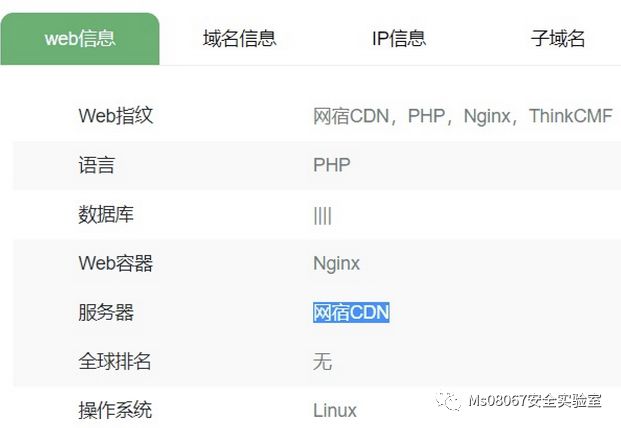 web信息 域名信息 IP信息 子域名
Web指纹 网宿CDN，PHP，Nginx，ThinkCMF
语言 PHP
数据库 ||||
Web容器 Nginx
服务器 网宿CDN
全球排名 无
操作系统 Linux
Ms08067安全实验室